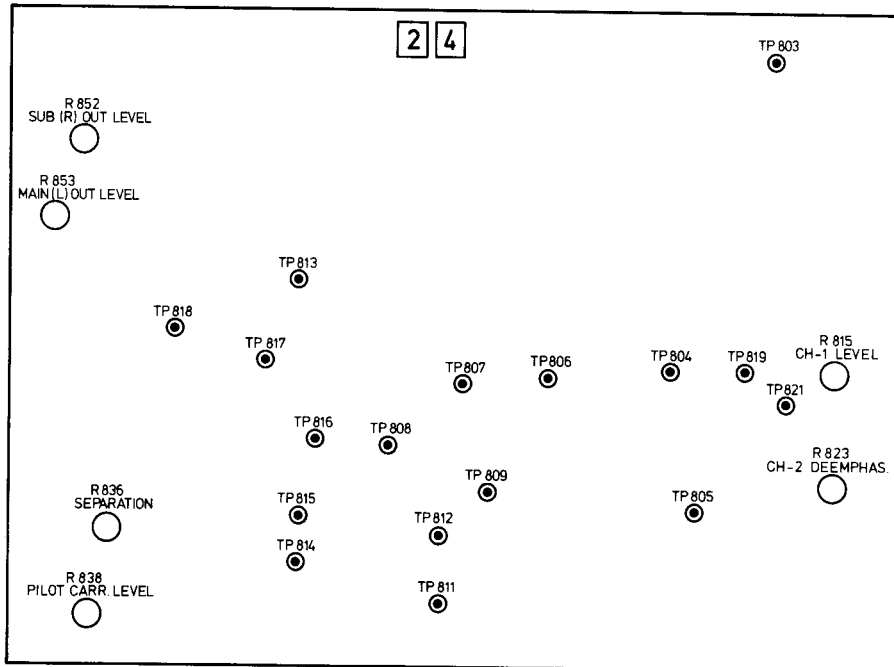 2 4
TP 803
R 852
SUB (R) OUT LEVEL
R 853
MAIN (L) OUT LEVEL
TP 813
TP 818
TP 817
TP 807
TP 806
TP 804
TP 819
R 815
CH-1 LEVEL
TP 821
TP 816
TP 808
R 823
CH-2 DEEMPHAS.
TP 809
R 836
SEPARATION
TP 815
TP 812
TP 805
TP 814
R 838
PILOT CARR. LEVEL
TP 811